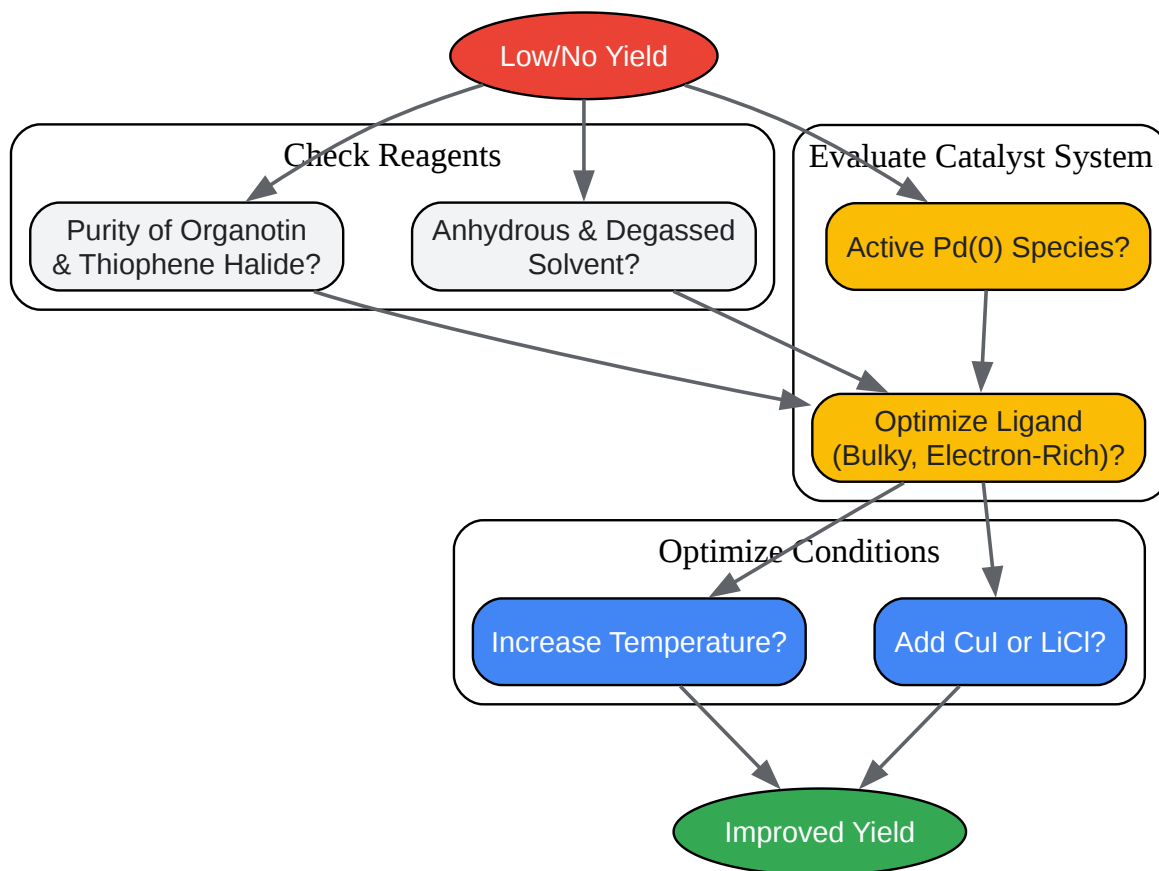 Low/No Yield
Check Reagents
Evaluate Catalyst System
Purity of Organotin
& Thiophene Halide?
Anhydrous & Degassed
Solvent?
Active Pd(0) Species?
Optimize Ligand
(Bulky, Electron-Rich)?
Optimize Conditions
Increase Temperature?
Add CuI or LiCl?
Improved Yield